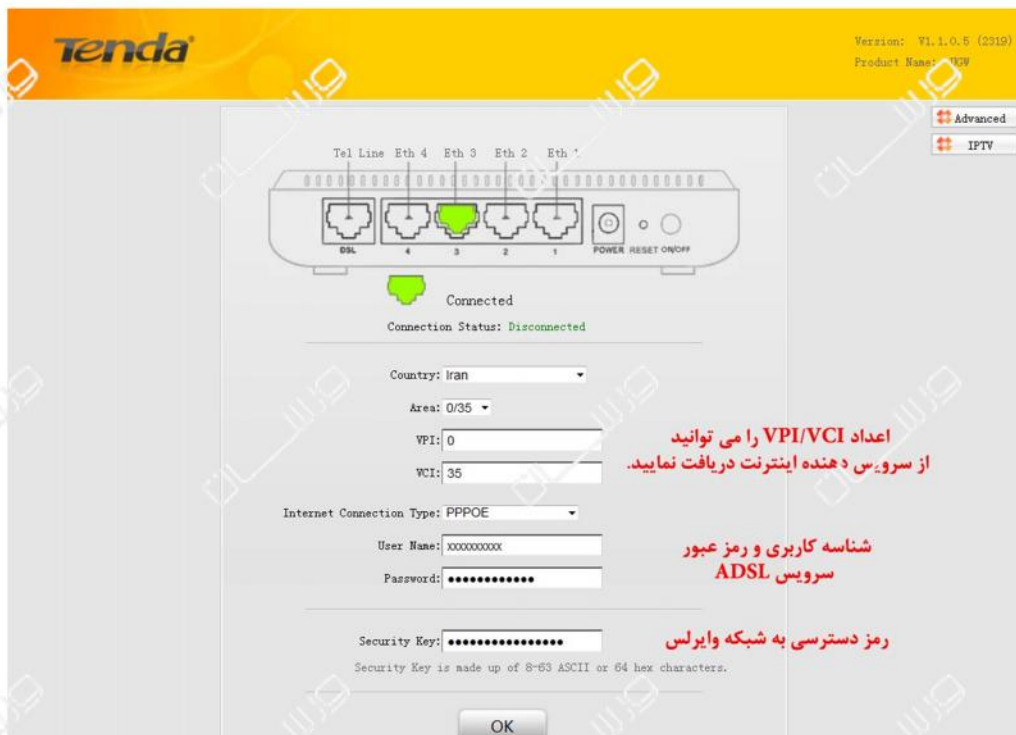 Tenda
Version: V1.1.0.5 (2319)
Product Name: UGW
Advanced
IPTV
Tel Line Eth 4 Eth 3 Eth 2 Eth 1
DSL 4 3 2 1 POWER RESET ON/OFF
Connected
Connection Status: Disconnected
Country: Iran
Area: 0/35
VPI: 0
اعداد VPI/VCI را می توانید
از سرویس دهنده اینترنت دریافت نمایید.
VCI: 35
Internet Connection Type: PPPOE
User Name: xxxxxxxxxx
شناسه کاربری و رمز عبور
سرویس ADSL
Password: ●●●●●●●●●●●●
Security Key: ●●●●●●●●●●●●●●●●
رمز دسترسی به شبکه وایرلس
Security Key is made up of 8-63 ASCII or 64 hex characters.
OK